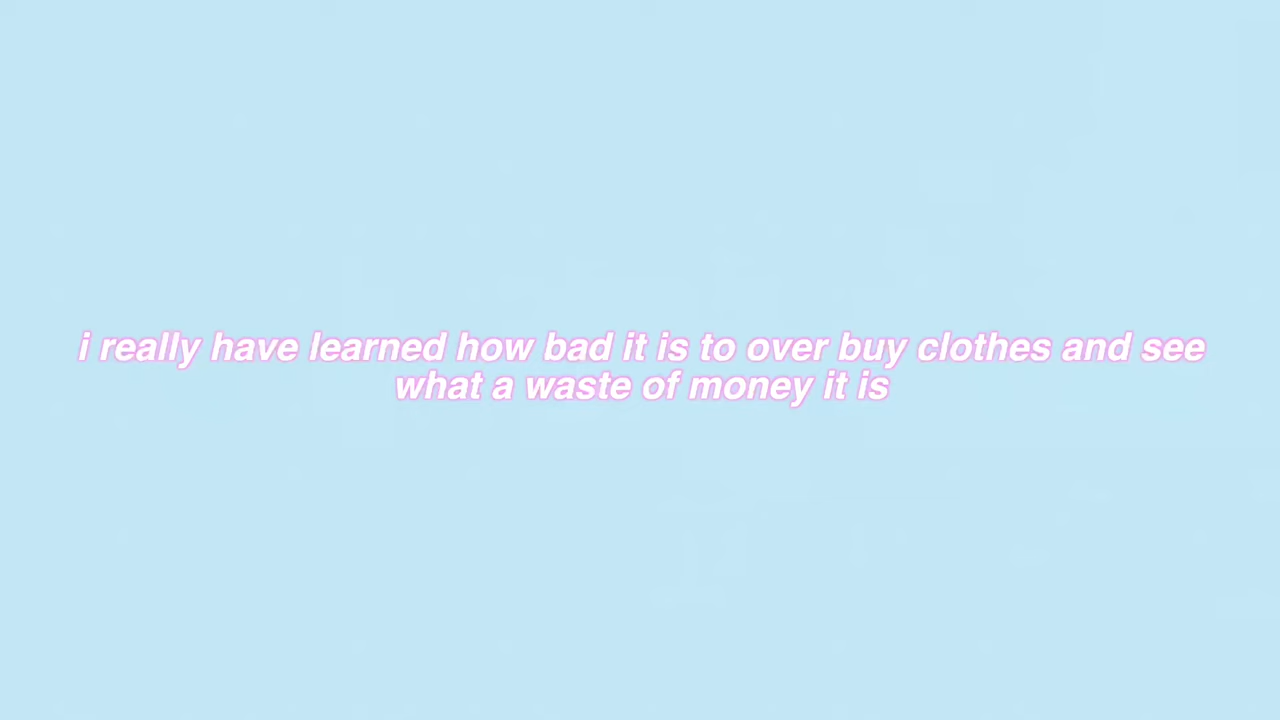 i really have learned how bad it is to over buy clothes and see
what a waste of money it is